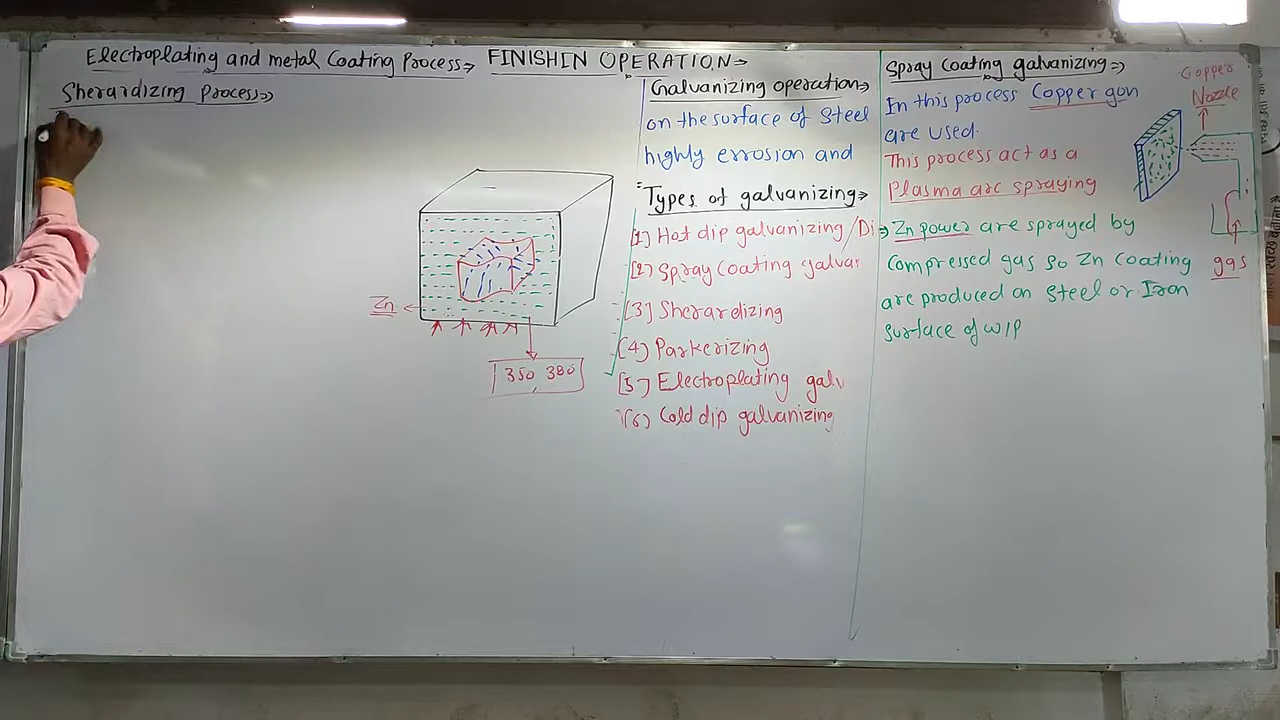 Electroplating and metal Coating Process⇒ FINISHIN OPERATION⇒
Sherardizing Process⇒
Zn
350 380
Galvanizing operation⇒
on the surface of Steel
highly errosion and
Types of galvanizing⇒
[1] Hot dip galvanizing / Di
[2] Spray Coating galvan
[3] Sherardizing
[4] Parkerizing
[5] Electroplating galv
(6) Cold dip galvanizing
Spray Coating galvanizing⇒
In this process Copper gon
are used.
This process act as a
Plasma arc spraying
⇒ Zn power are sprayed by
Compressed gas so Zn Coating
are produced on Steel or Iron
surface of W/P
Copper
Nozzle
gas